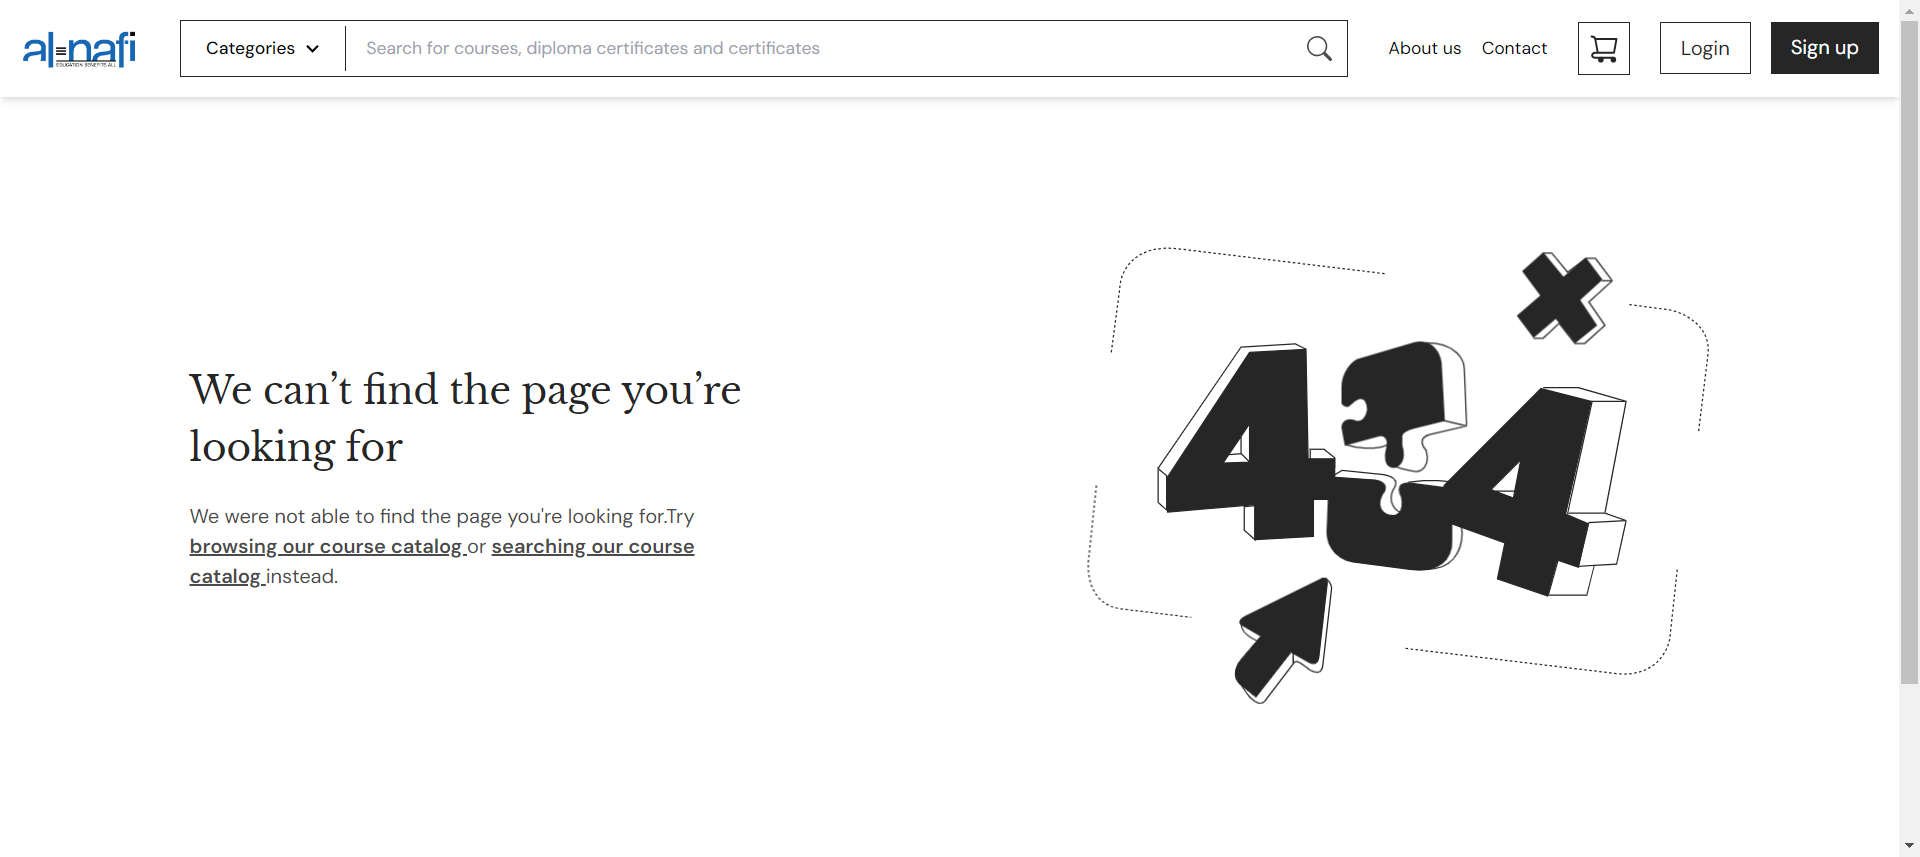 al-nafi
EDUCATION BENEFITS ALL
Categories
Search for courses, diploma certificates and certificates
About us
Contact
Login
Sign up
We can’t find the page you’re
looking for
We were not able to find the page you're looking for.Try
browsing our course catalog or searching our course
catalog instead.
404